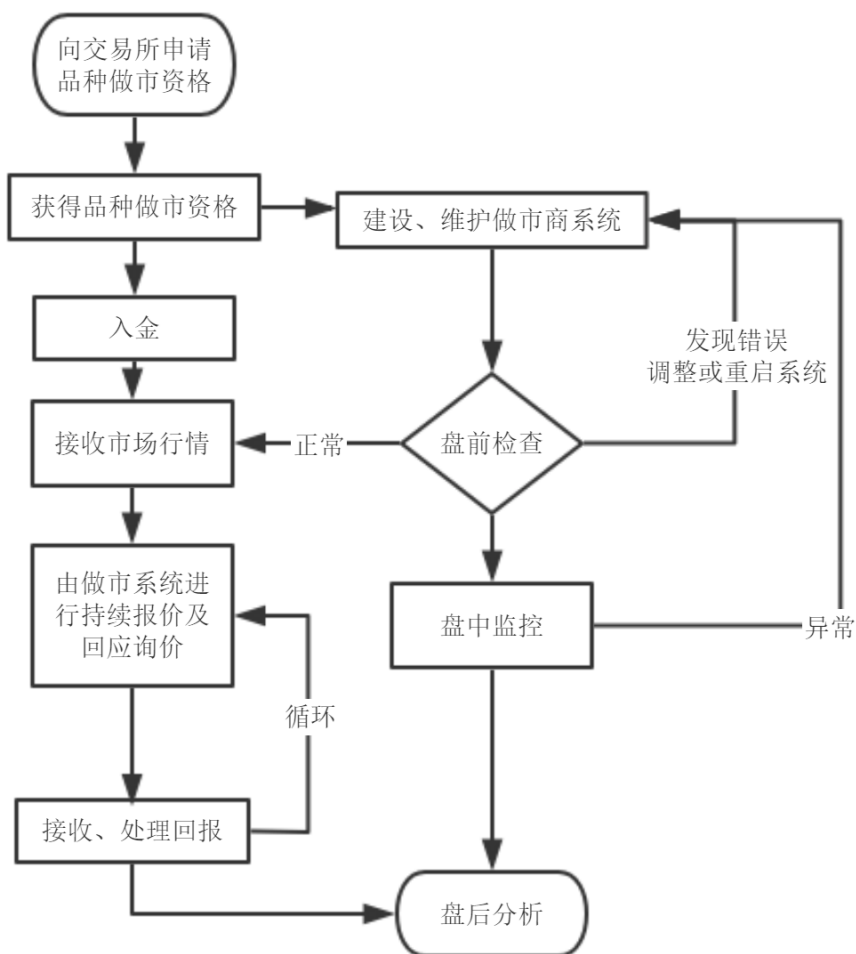 向交易所申请
品种做市资格
获得品种做市资格
建设、维护做市商系统
入金
发现错误
调整或重启系统
接收市场行情
正常
盘前检查
由做市系统进
行持续报价及
回应询价
盘中监控
异常
循环
接收、处理回报
盘后分析